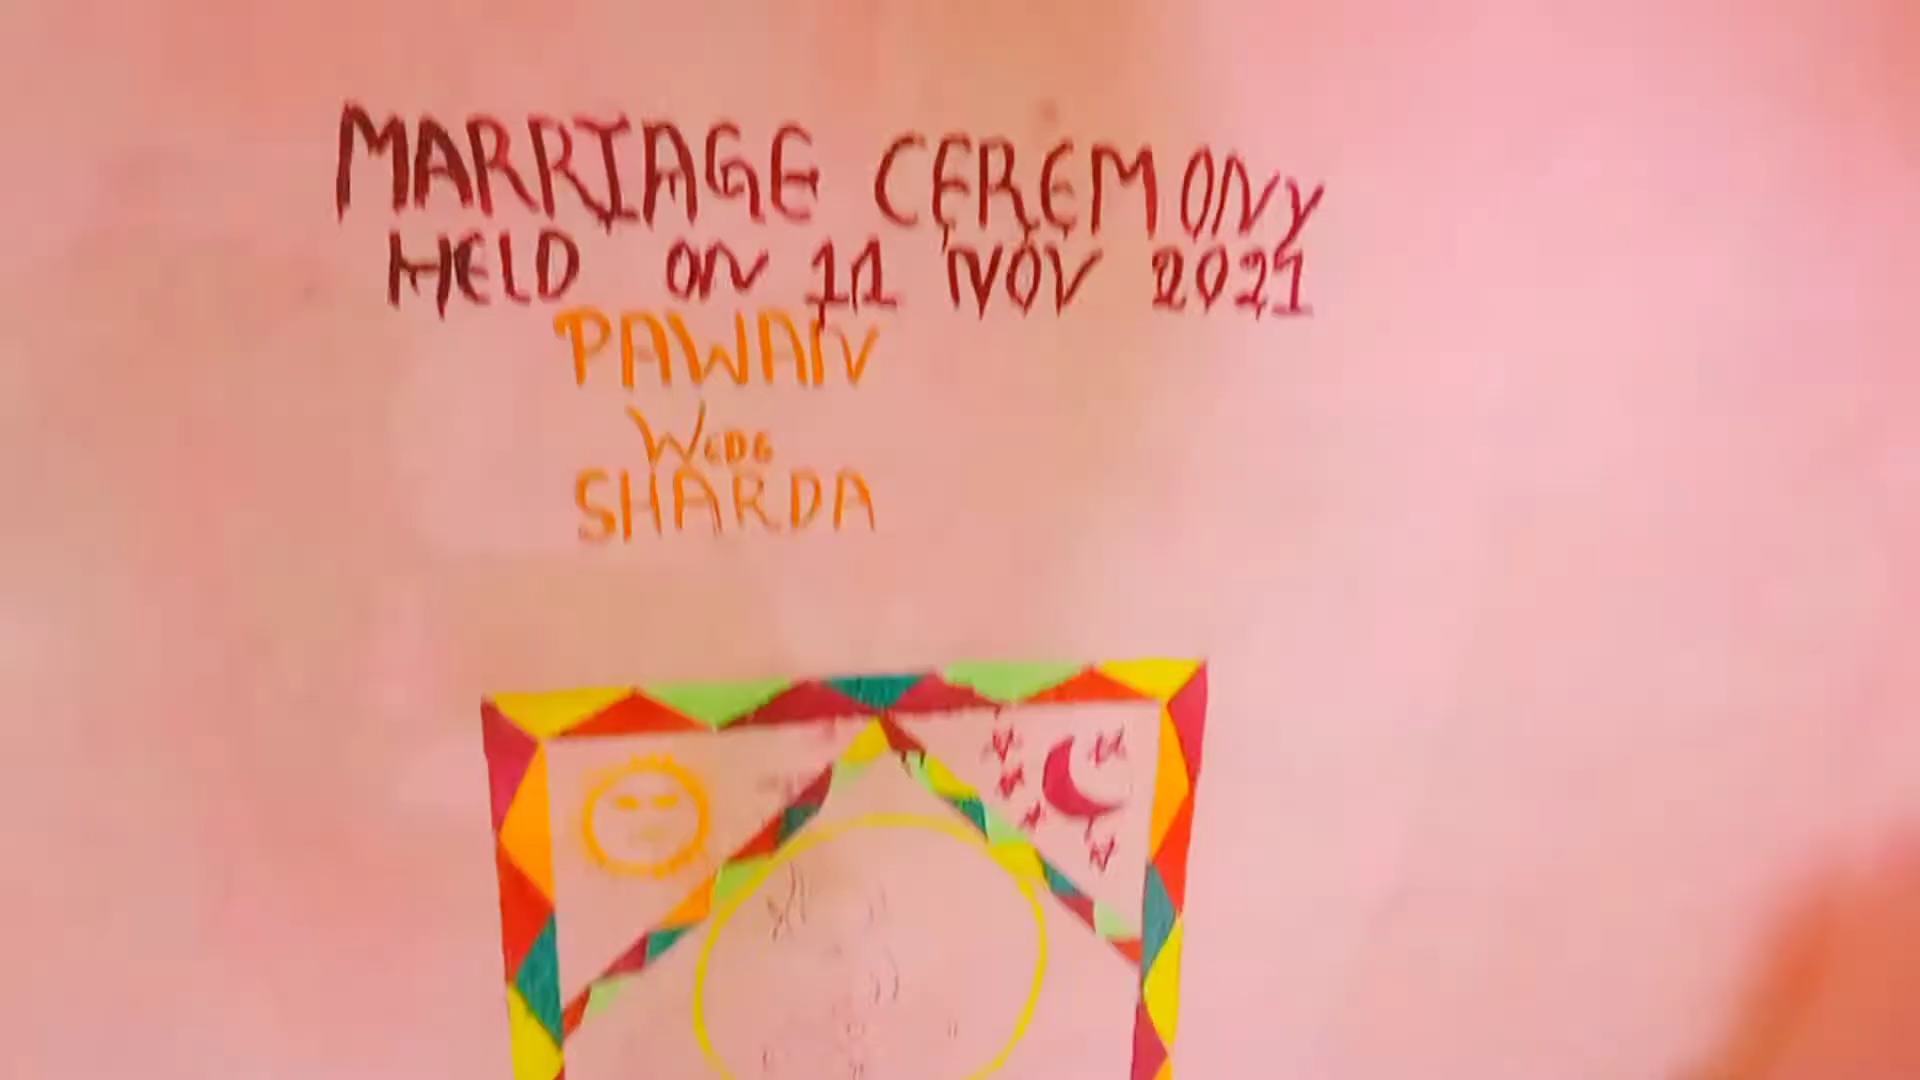 MARRIAGE CEREMONY
HELD ON 11 NOV 2021
PAWAN
WEDS
SHARDA